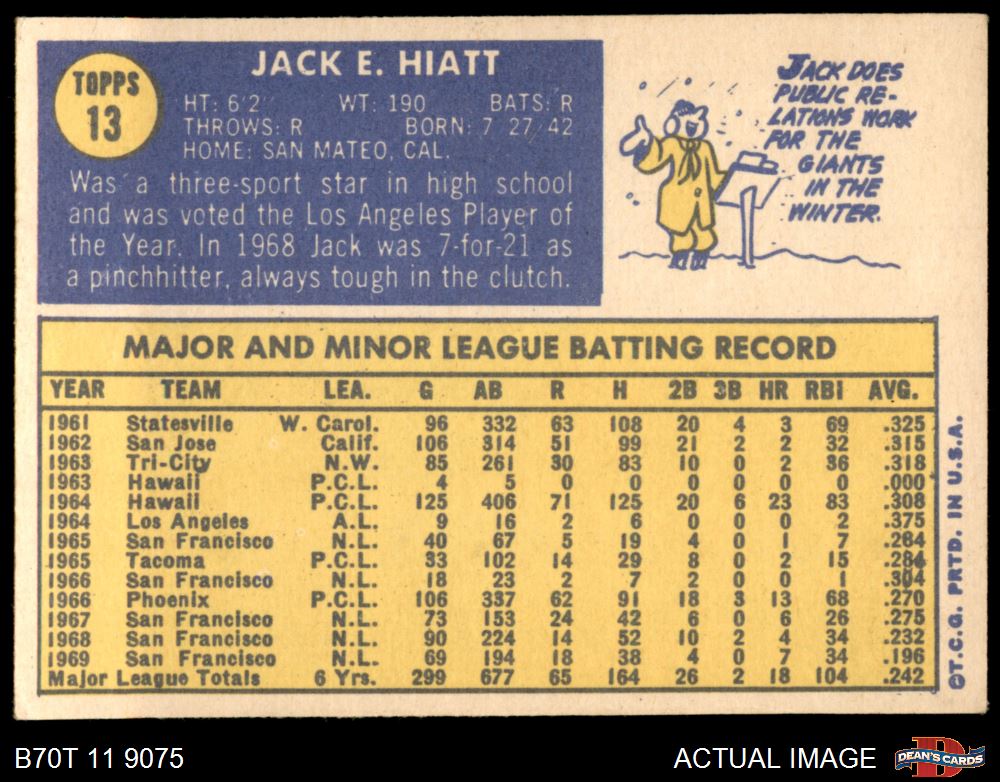 TOPPS
13
JACK E. HIATT
HT: 6'2" WT: 190 BATS: R
THROWS: R BORN: 7 27 42
HOME: SAN MATEO, CAL.
Was a three-sport star in high school
and was voted the Los Angeles Player of
the Year. In 1968 Jack was 7-for-21 as
a pinchhitter, always tough in the clutch.
JACK DOES
PUBLIC RE-
LATIONS WORK
FOR THE
GIANTS
IN THE
WINTER.
MAJOR AND MINOR LEAGUE BATTING RECORD
YEAR TEAM LEA. G AB R H 2B 3B HR RBI AVG.
1961 Statesville W. Carol. 96 332 63 108 20 4 3 69 .325
1962 San Jose Calif. 106 314 51 99 21 2 2 32 .315
1963 Tri-City N.W. 85 261 30 83 10 0 2 36 .318
1963 Hawaii P.C.L. 4 5 0 0 0 0 0 0 .000
1964 Hawaii P.C.L. 125 406 71 125 20 6 23 83 .308
1964 Los Angeles A.L. 9 16 2 6 0 0 0 2 .375
1965 San Francisco N.L. 40 67 5 19 4 0 1 7 .284
1965 Tacoma P.C.L. 33 102 14 29 8 0 2 15 .284
1966 San Francisco N.L. 18 23 2 7 2 0 0 1 .304
1966 Phoenix P.C.L. 106 337 62 91 18 3 13 68 .270
1967 San Francisco N.L. 73 153 24 42 6 0 6 26 .275
1968 San Francisco N.L. 90 224 14 52 10 2 4 34 .232
1969 San Francisco N.L. 69 194 18 38 4 0 7 34 .196
Major League Totals 6 Yrs. 299 677 65 164 26 2 18 104 .242
©T.C.G. PRTD. IN U.S.A.
B70T 11 9075
ACTUAL IMAGE
D
DEAN'S CARDS